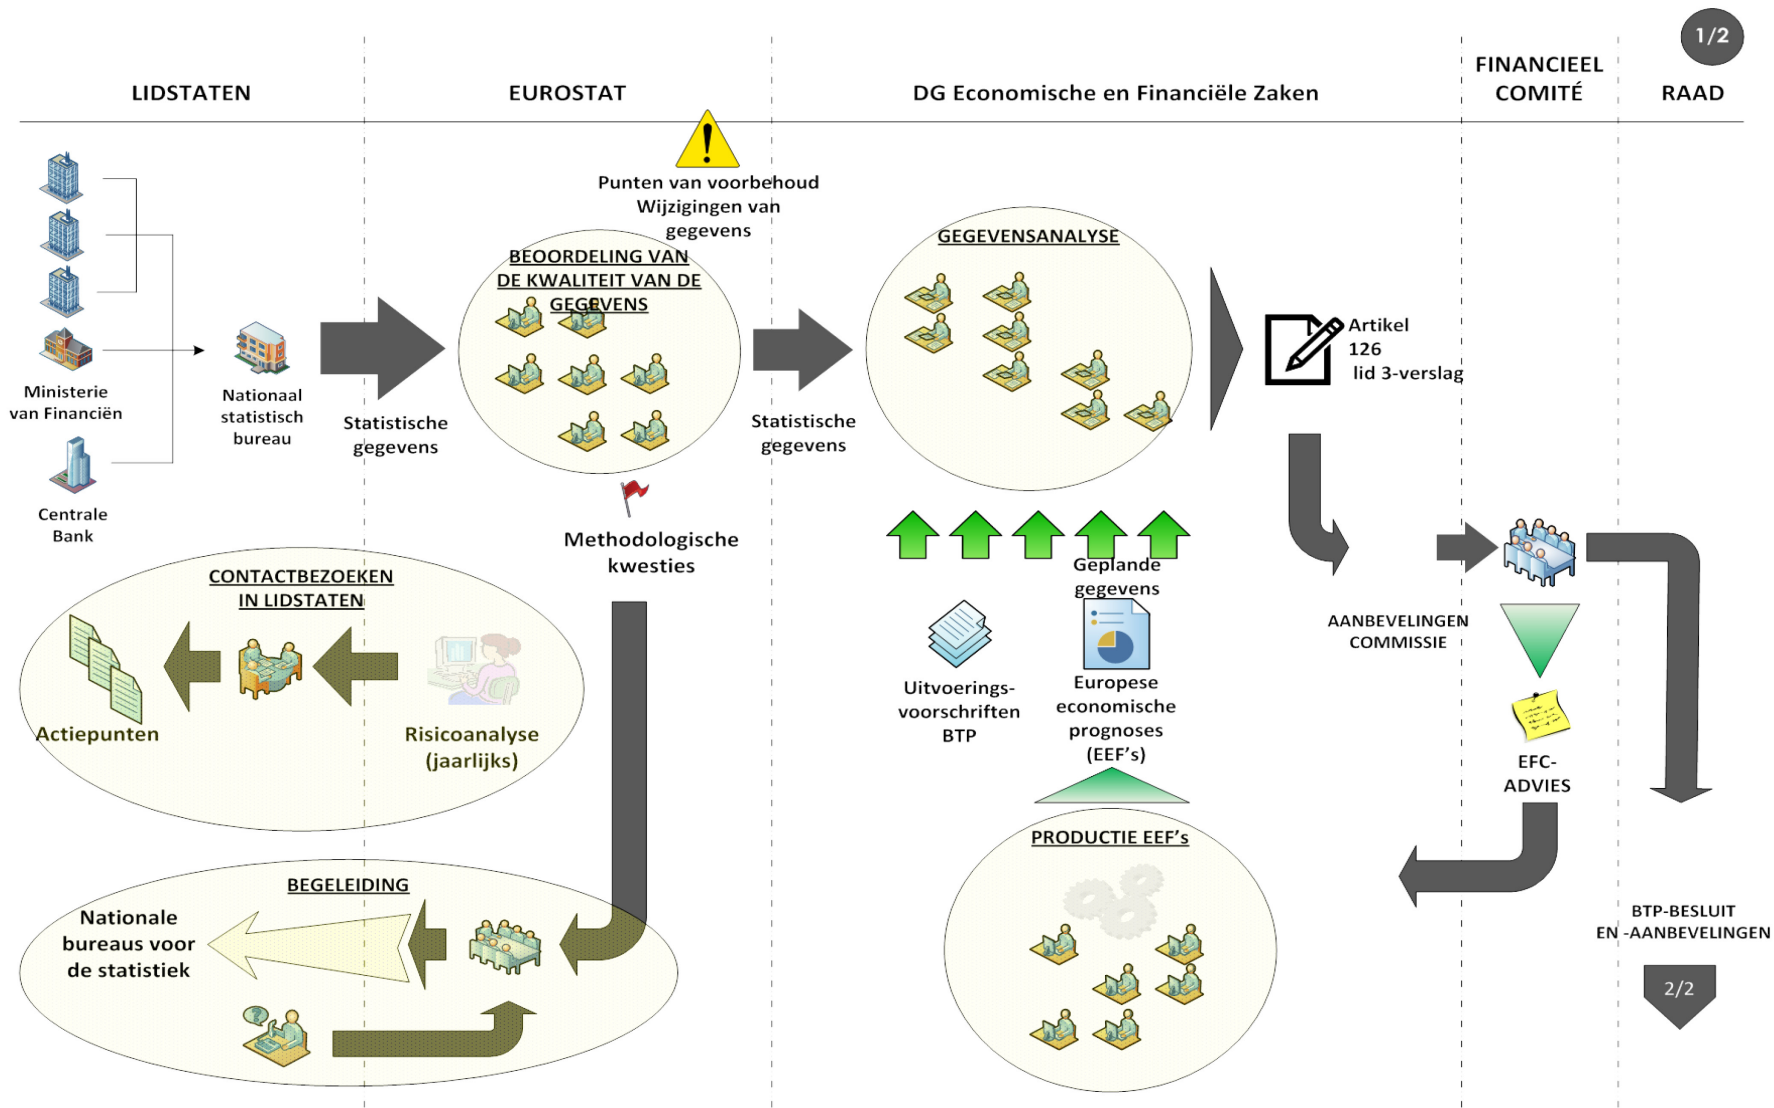 1/2
LIDSTATEN
EUROSTAT
DG Economische en Financiële Zaken
FINANCIEEL
COMITÉ
RAAD
Punten van voorbehoud
Wijzigingen van
gegevens
BEOORDELING VAN
DE KWALITEIT VAN DE
GEGEVENS
GEGEVENSANALYSE
Artikel
126
lid 3-verslag
Ministerie
van Financiën
Nationaal
statistisch
bureau
Statistische
gegevens
Statistische
gegevens
Centrale
Bank
Methodologische
kwesties
CONTACTBEZOEKEN
IN LIDSTATEN
Actiepunten
Risicoanalyse
(jaarlijks)
Geplande
gegevens
Uitvoerings-
voorschriften
BTP
Europese
economische
prognoses
(EEF’s)
AANBEVELINGEN
COMMISSIE
EFC-
ADVIES
PRODUCTIE EEF’s
BEGELEIDING
Nationale
bureaus voor
de statistiek
?
BTP-BESLUIT
EN -AANBEVELINGEN
2/2